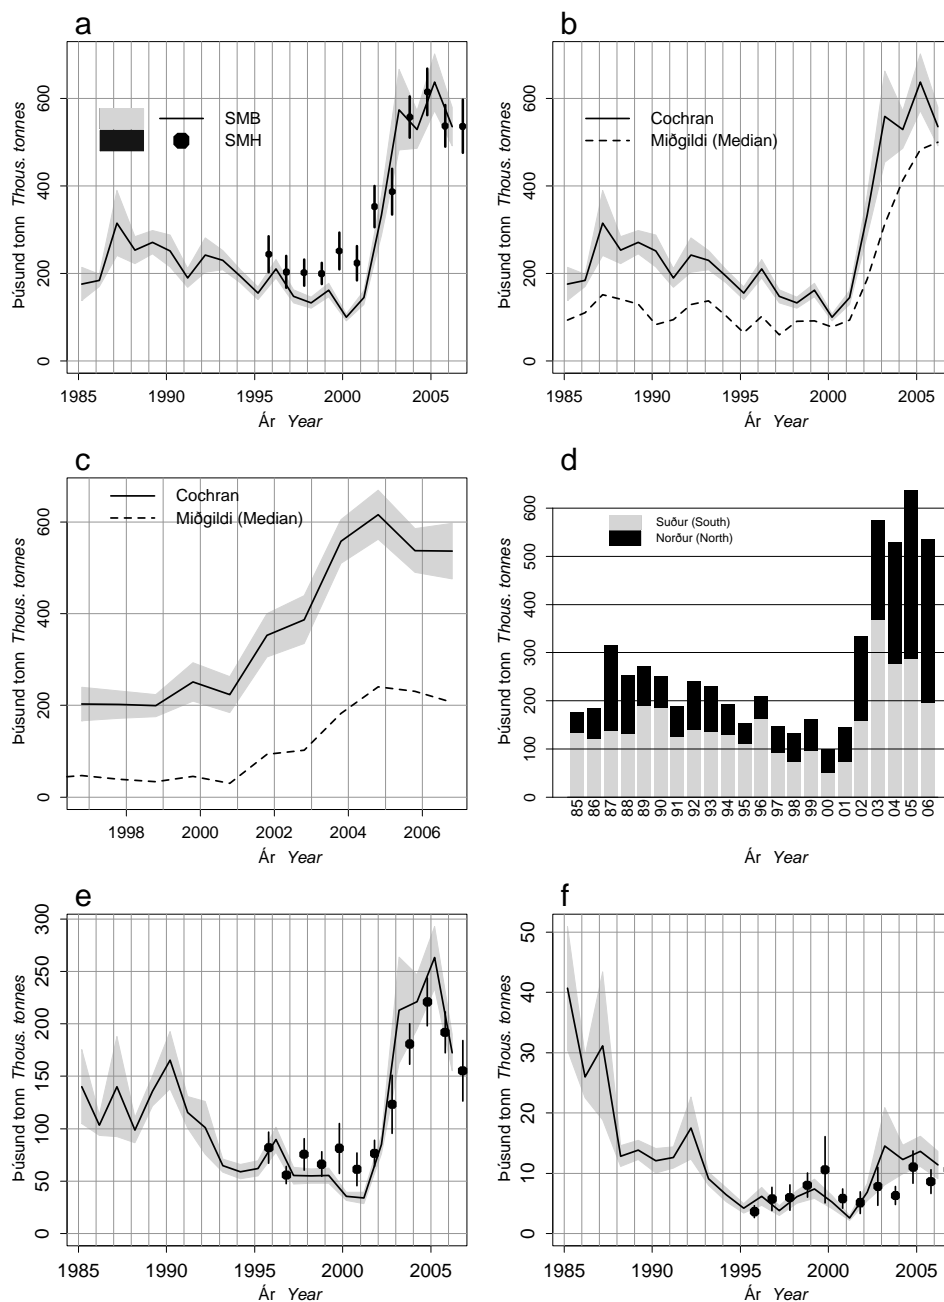 a
Þúsund tonn Thous. tonnes
0 200 400 600
SMB
SMH
1985 1990 1995 2000 2005
Ár Year
b
Þúsund tonn Thous. tonnes
0 200 400 600
Cochran
Miðgildi (Median)
1985 1990 1995 2000 2005
Ár Year
c
Þúsund tonn Thous. tonnes
0 200 400 600
Cochran
Miðgildi (Median)
1998 2000 2002 2004 2006
Ár Year
d
Þúsund tonn Thous. tonnes
0 100 200 300 400 500 600
Suður (South)
Norður (North)
85 86 87 88 89 90 91 92 93 94 95 96 97 98 99 00 01 02 03 04 05 06
Ár Year
e
Þúsund tonn Thous. tonnes
0 50 100 150 200 250 300
1985 1990 1995 2000 2005
Ár Year
f
Þúsund tonn Thous. tonnes
0 10 20 30 40 50
1985 1990 1995 2000 2005
Ár Year